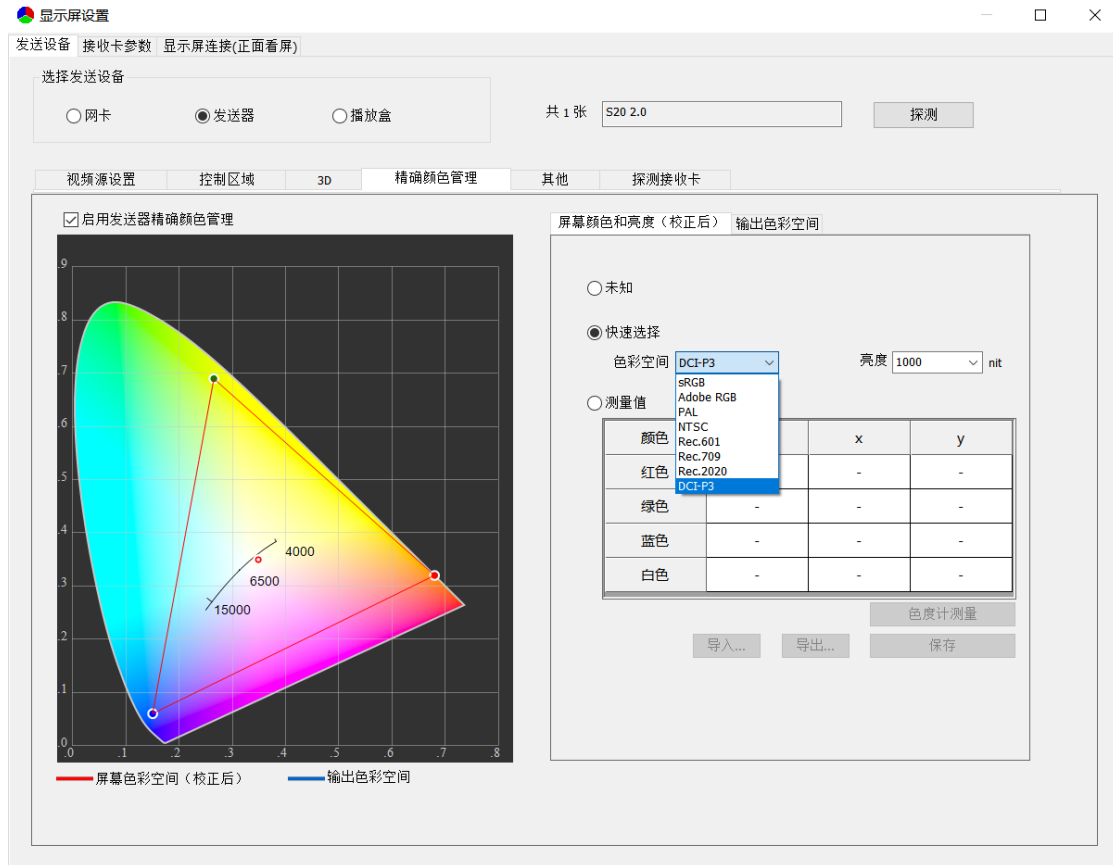 显示屏设置
发送设备 接收卡参数 显示屏连接(正面看屏)
选择发送设备
网卡 发送器 播放盒 共 1 张 S20 2.0 探测
视频源设置 控制区域 3D 精确颜色管理 其他 探测接收卡
启用发送器精确颜色管理
.9
.8
.7
.6
.5
.4
.3
.2
.1
.0
.0 .1 .2 .3 .4 .5 .6 .7 .8
4000
6500
15000
屏幕色彩空间（校正后） 输出色彩空间
屏幕颜色和亮度（校正后） 输出色彩空间
未知
快速选择
色彩空间 DCI-P3 亮度 1000 nit
sRGB
Adobe RGB
PAL
NTSC
Rec.601
Rec.709
Rec.2020
DCI-P3
测量值
颜色 x y
红色 - -
绿色 - - -
蓝色 - - -
白色 - - -
色度计测量
导入... 导出... 保存